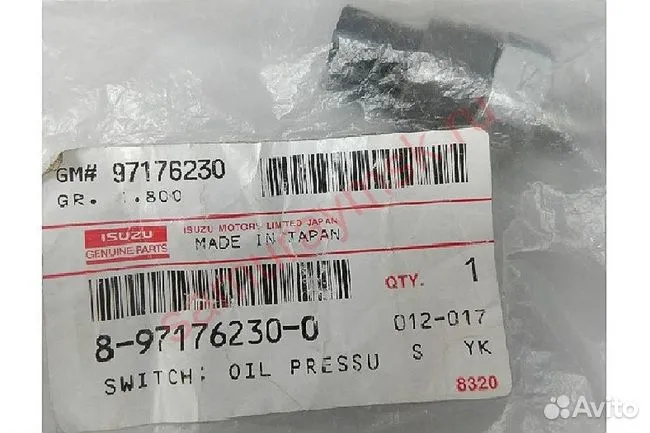 GM# 97176230
GR. 1.800
ISUZU
GENUINE PARTS
ISUZU MOTORS LIMITED JAPAN
MADE IN JAPAN
QTY. 1
8-97176230-0 012-017
SWITCH; OIL PRESSU S YK
8320
Avito